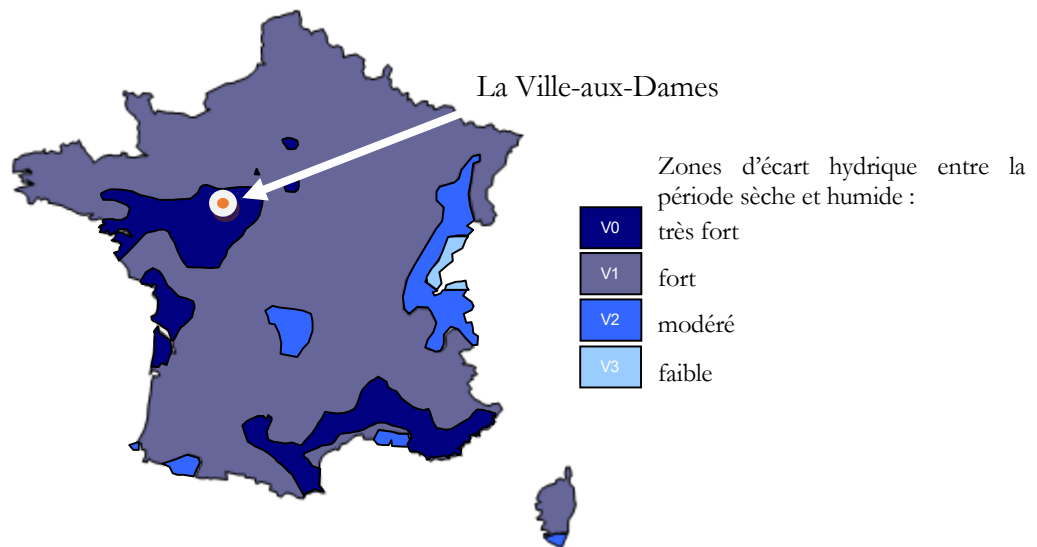 La Ville-aux-Dames
Zones d'écart hydrique entre la
période sèche et humide :
V0 très fort
V1 fort
V2 modéré
V3 faible